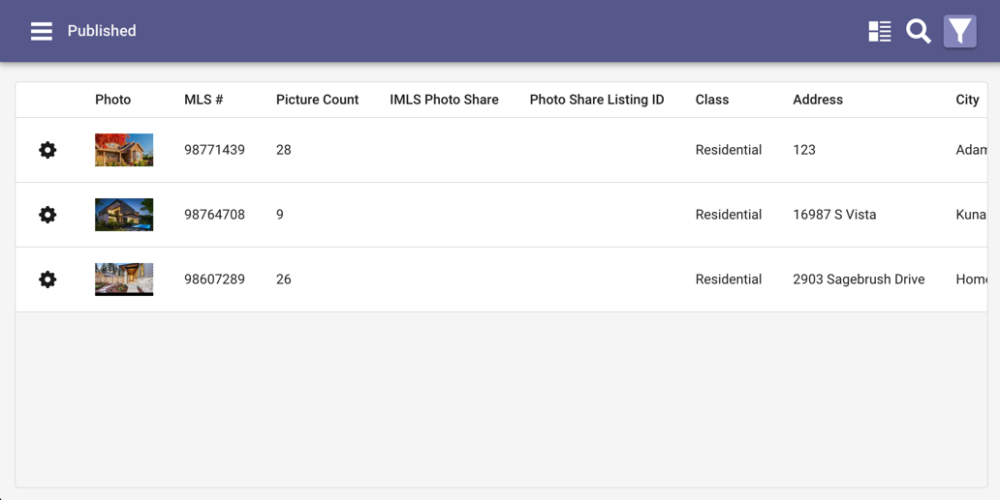 Published
Photo MLS # Picture Count IMLS Photo Share Photo Share Listing ID Class Address City
98771439 28 Residential 123 Adam
98764708 9 Residential 16987 S Vista Kuna
98607289 26 Residential 2903 Sagebrush Drive Home